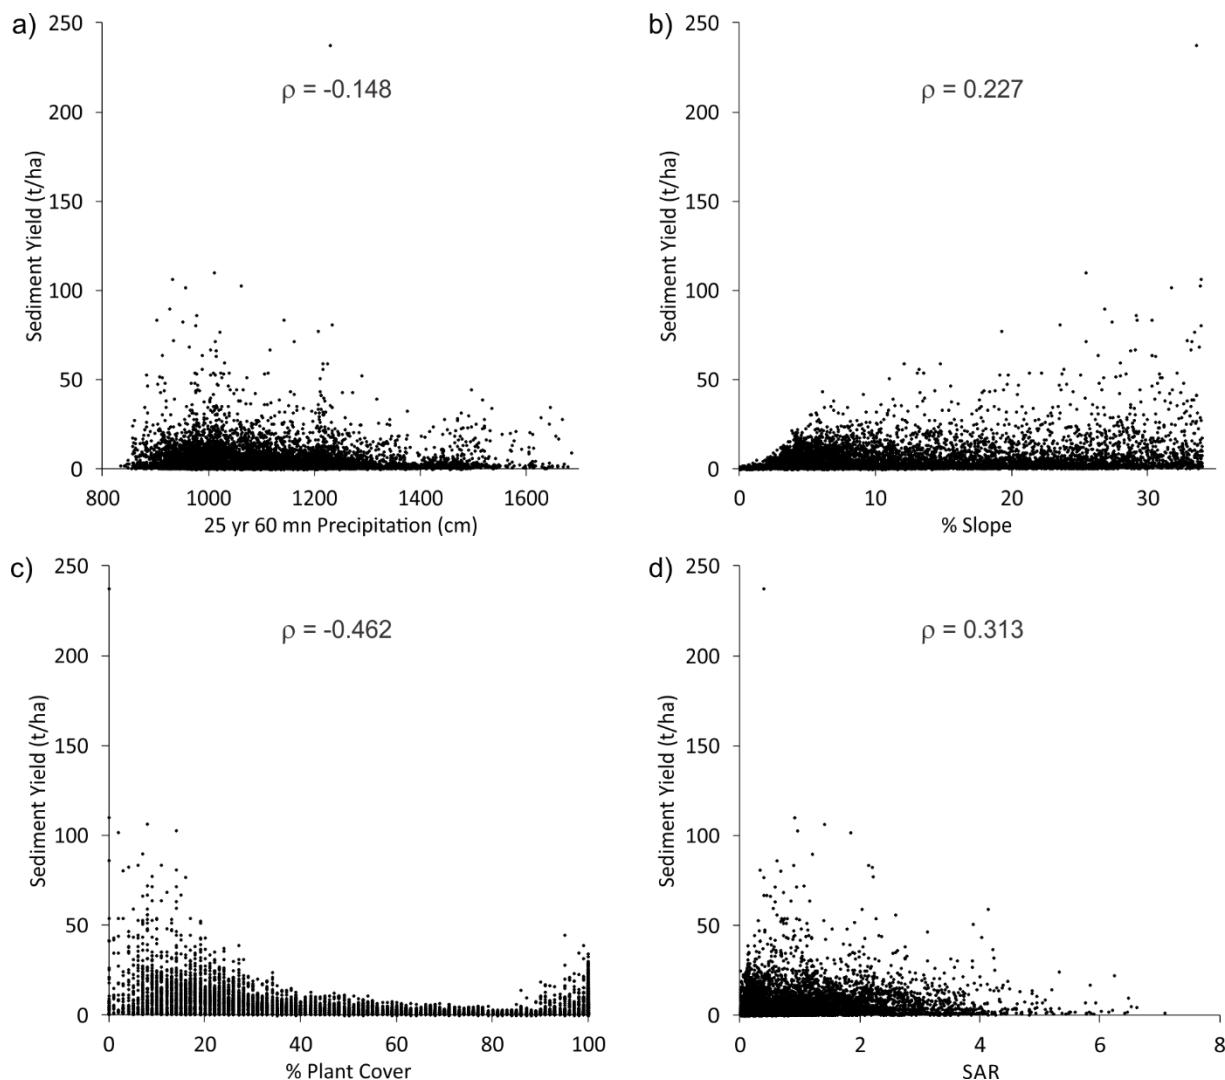 a)
250
200
150
100
50
0
Sediment Yield (t/ha)
ρ = -0.148
800 1000 1200 1400 1600
25 yr 60 mn Precipitation (cm)
b)
250
200
150
100
50
0
Sediment Yield (t/ha)
ρ = 0.227
0 10 20 30
% Slope
c)
250
200
150
100
50
0
Sediment Yield (t/ha)
ρ = -0.462
0 20 40 60 80 100
% Plant Cover
d)
250
200
150
100
50
0
Sediment Yield (t/ha)
ρ = 0.313
0 2 4 6 8
SAR